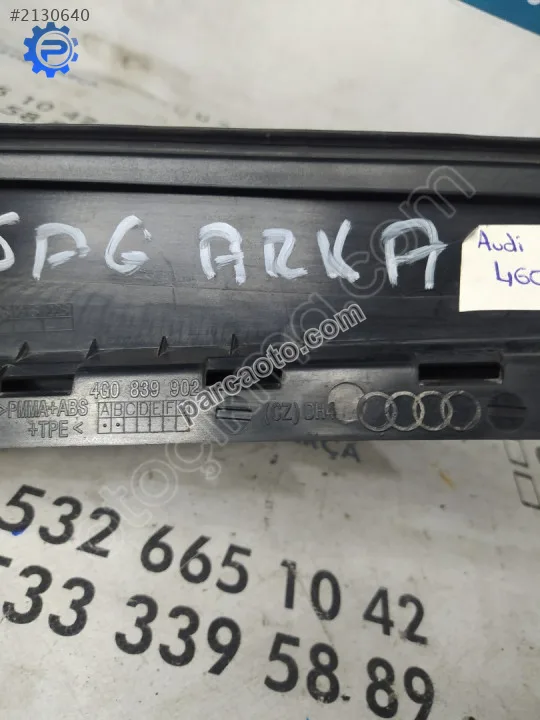 #2130640
SAG ARKA
Audi
4G0
4G0 839 902
>PMMA+ABS
+TPE<
A B C D E F
(CZ) CH4
parcaoto.com
532 665 10 42
533 339 58 89